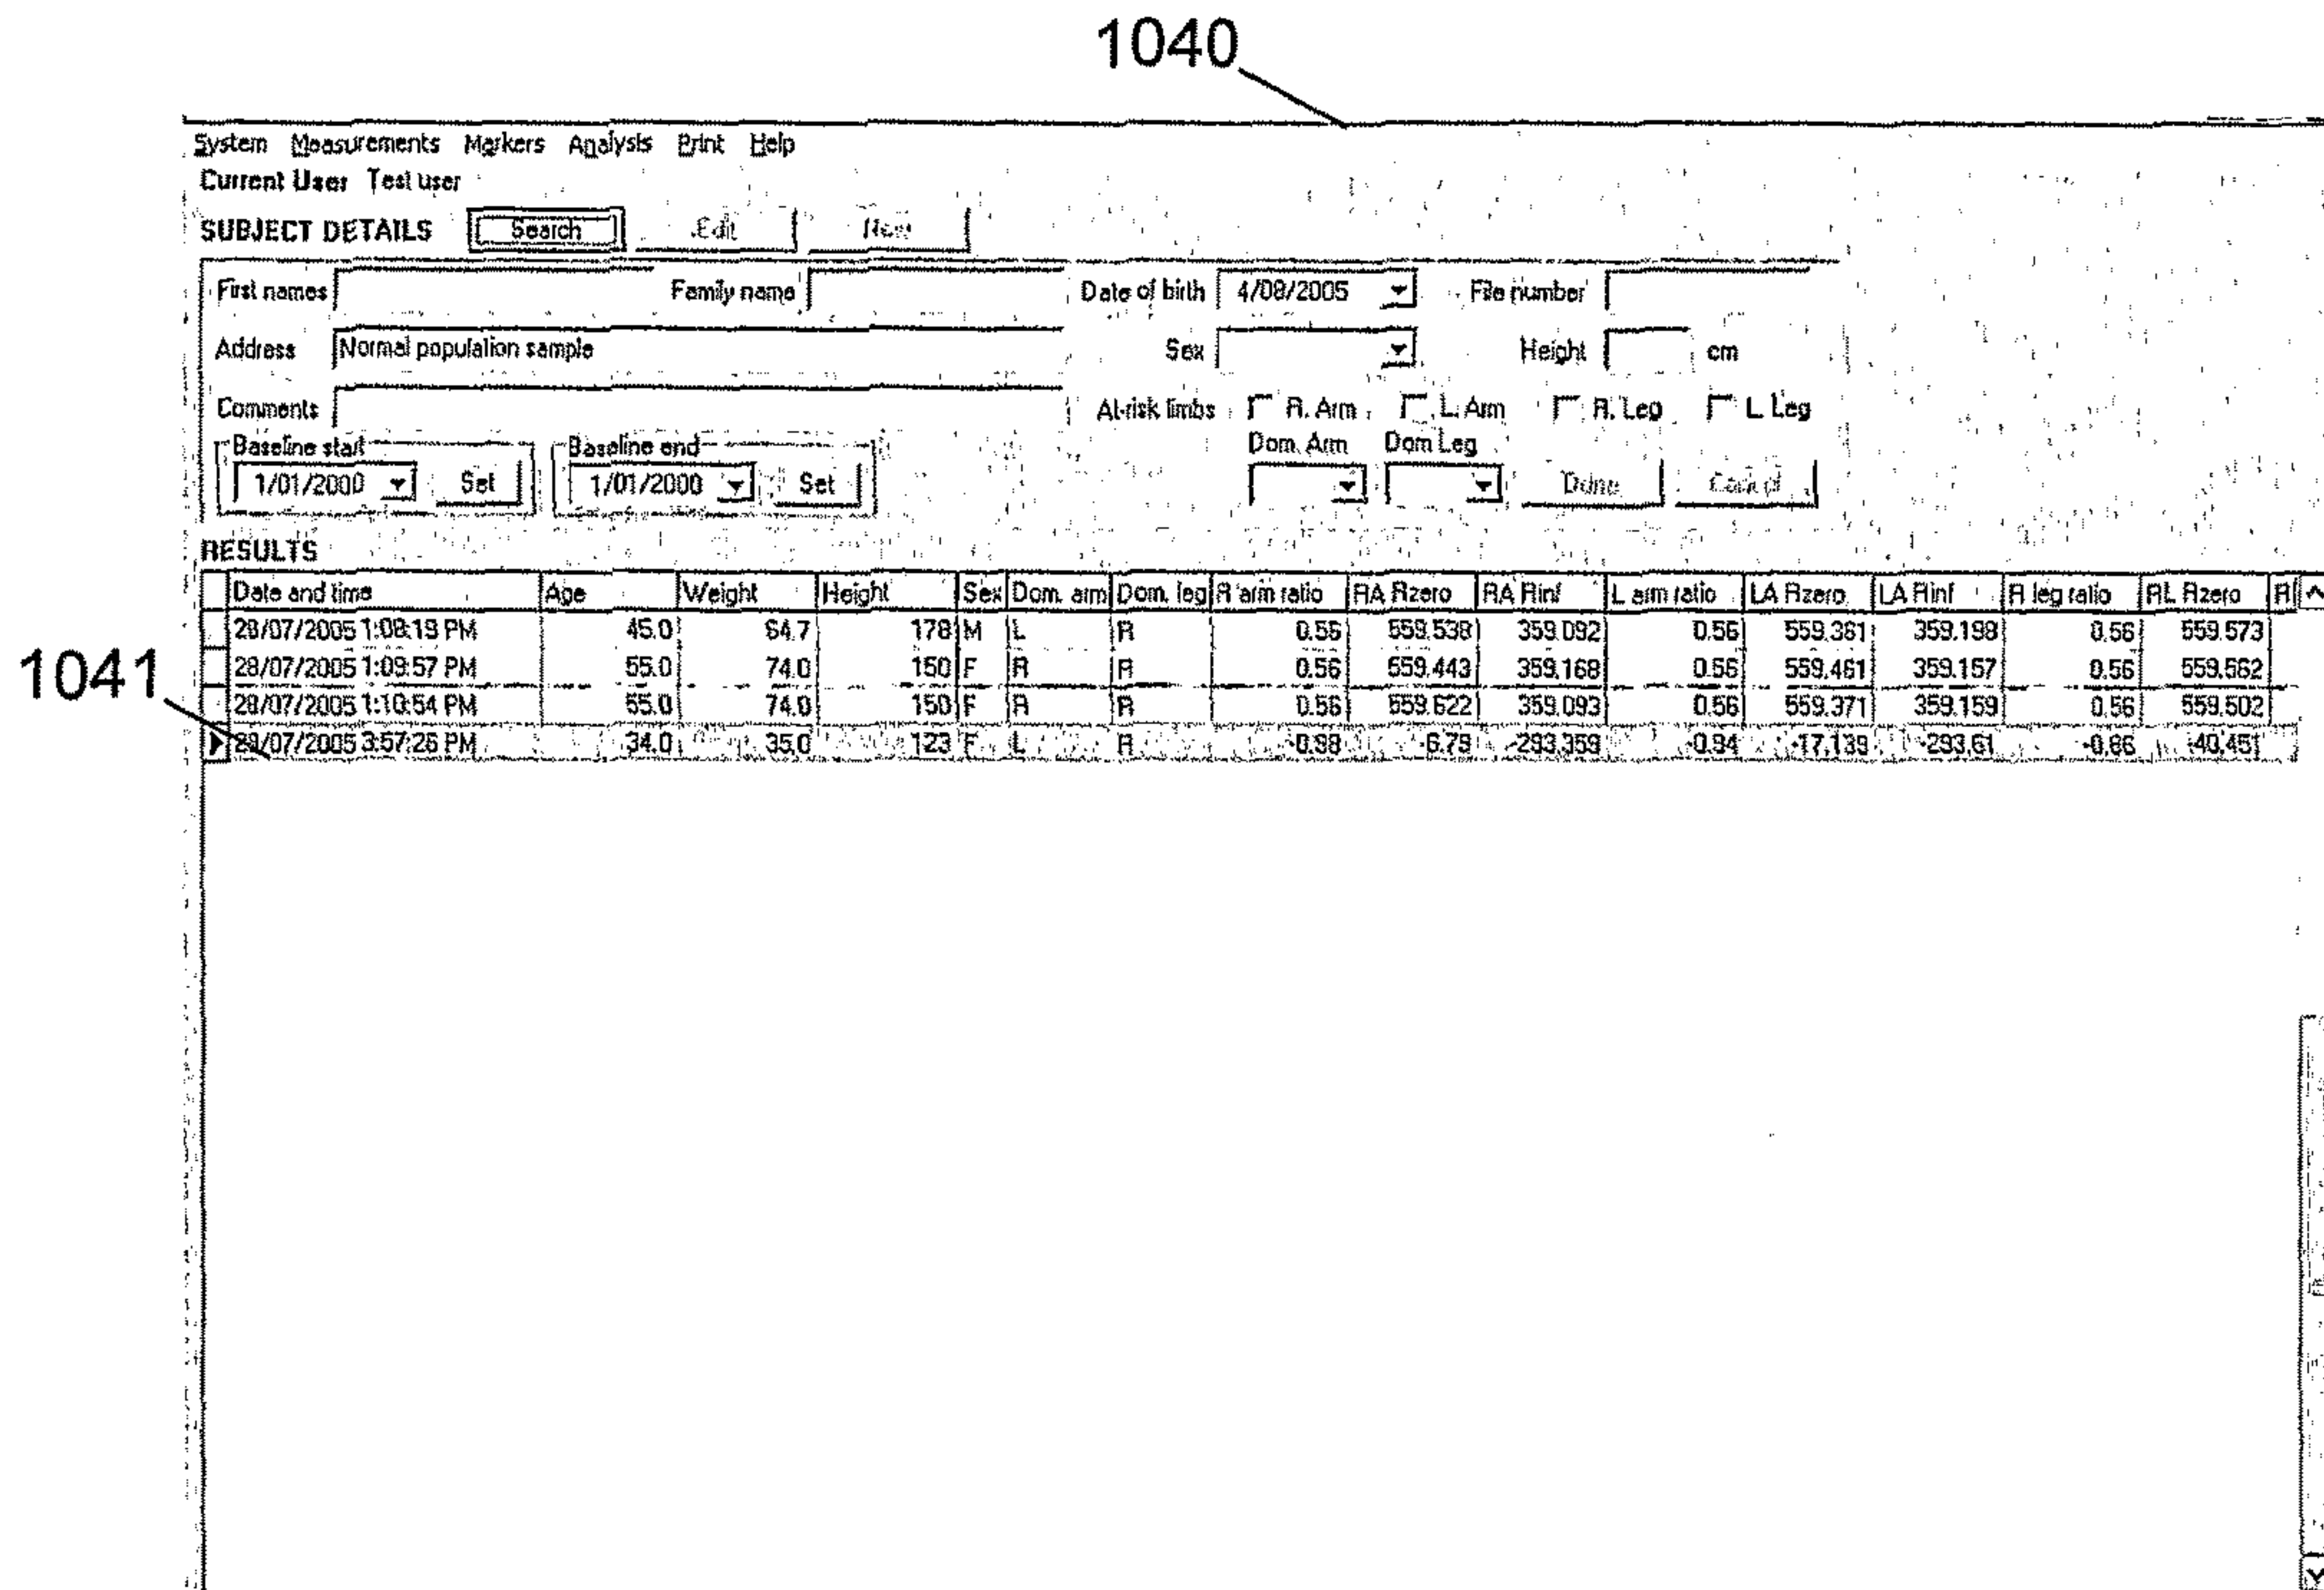 1040
System Measurements Markers Analysis Print Help
Current User Test user
SUBJECT DETAILS Search Edit New
First names Family name Date of birth 4/08/2005 File number
Address Normal population sample Sex Height cm
Comments At-risk limbs R. Arm L. Arm R. Leg L. Leg
Baseline start Baseline end Dom. Arm Dom Leg
1/01/2000 Set 1/01/2000 Set Done Cancel
RESULTS
Date and time Age Weight Height Sex Dom. arm Dom. leg R arm ratio RA Rzero RA Rinf L arm ratio LA Rzero LA Rinf R leg ratio RL Rzero
28/07/2005 1:08:19 PM 45.0 178 M L R 0.56 559.538 359.092 0.56 559.361 359.198 0.56 559.573
28/07/2005 1:09:57 PM 55.0 74.0 150 F R R 0.56 559.443 359.168 0.56 559.461 359.157 0.56 559.562
28/07/2005 1:10:54 PM 55.0 74.0 150 F R R 0.56 559.622 359.093 0.56 559.371 359.159 0.56 559.502
1041
3:57:26 PM 34.0 35.0 123 F L R -0.98 -6.79 -293.359 -0.94 -17.139 -293.61 -40.451